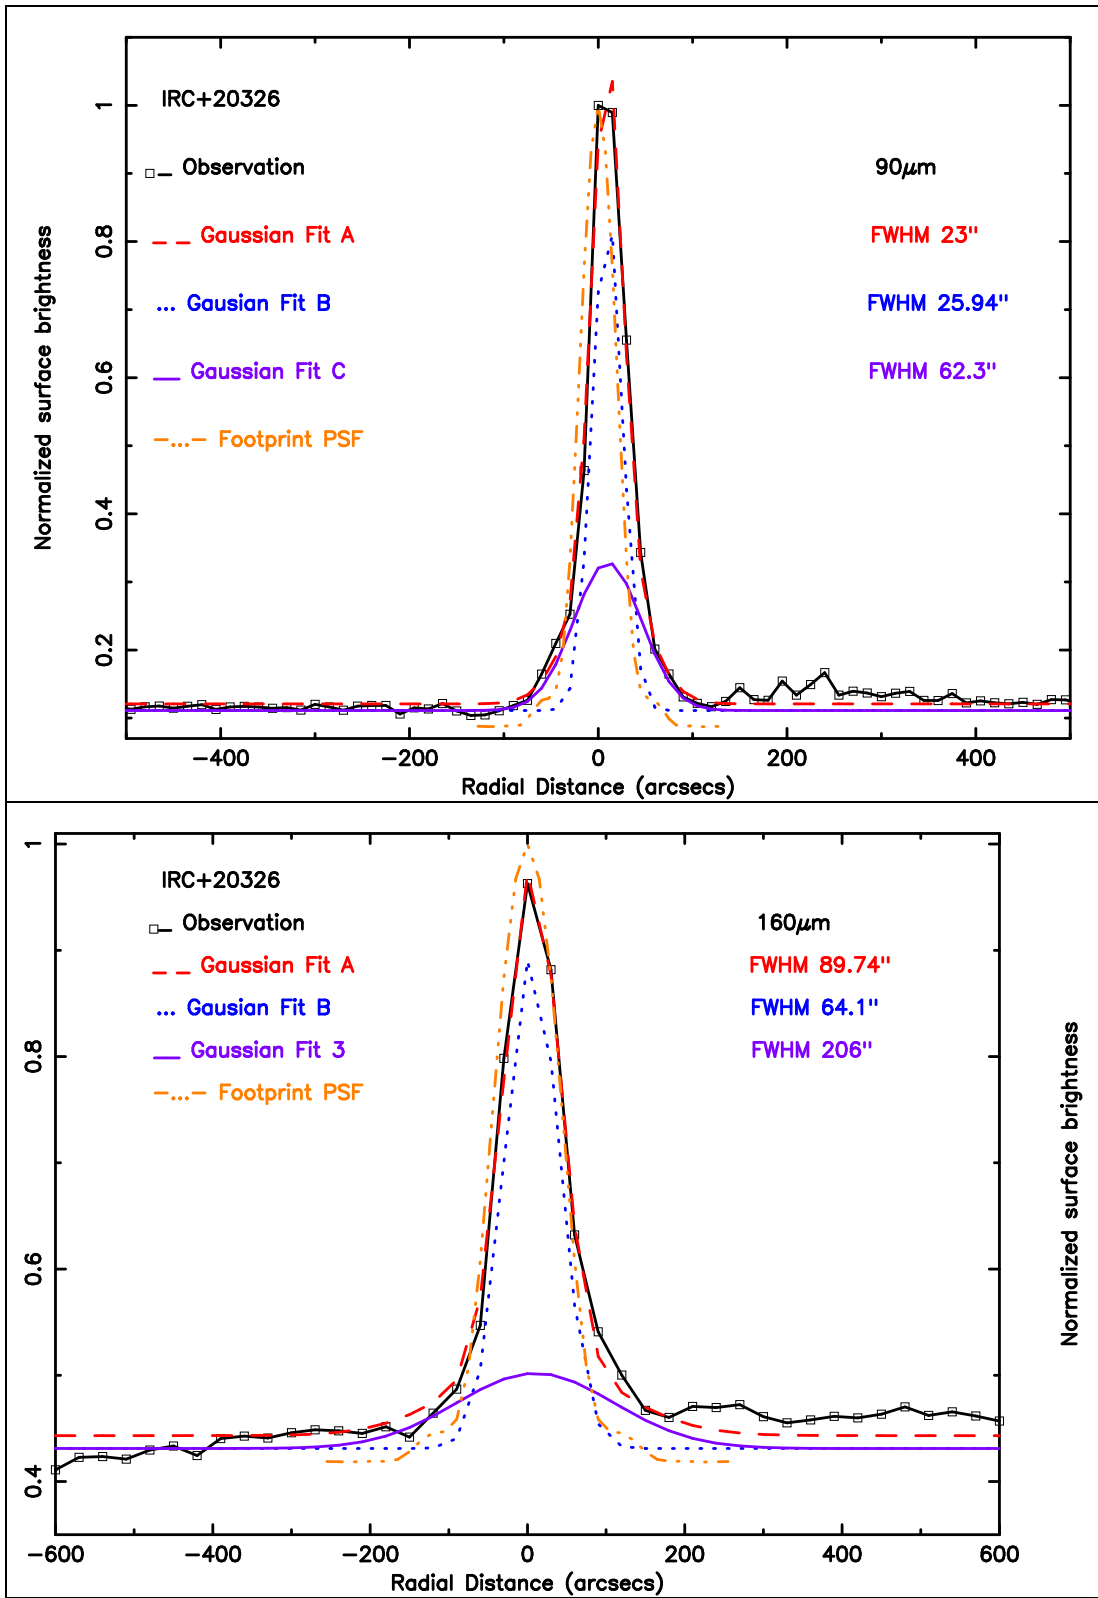 IRC+20326
Observation 90μm
Gaussian Fit A FWHM 23"
Gausian Fit B FWHM 25.94"
Gaussian Fit C FWHM 62.3"
Footprint PSF
Normalized surface brightness
1
0.8
0.6
0.4
0.2
−400 −200 0 200 400
Radial Distance (arcsecs)
IRC+20326
Observation 160μm
Gaussian Fit A FWHM 89.74"
Gausian Fit B FWHM 64.1"
Gaussian Fit 3 FWHM 206"
Footprint PSF
Normalized surface brightness
1
0.8
0.6
0.4
−600 −400 −200 0 200 400 600
Radial Distance (arcsecs)